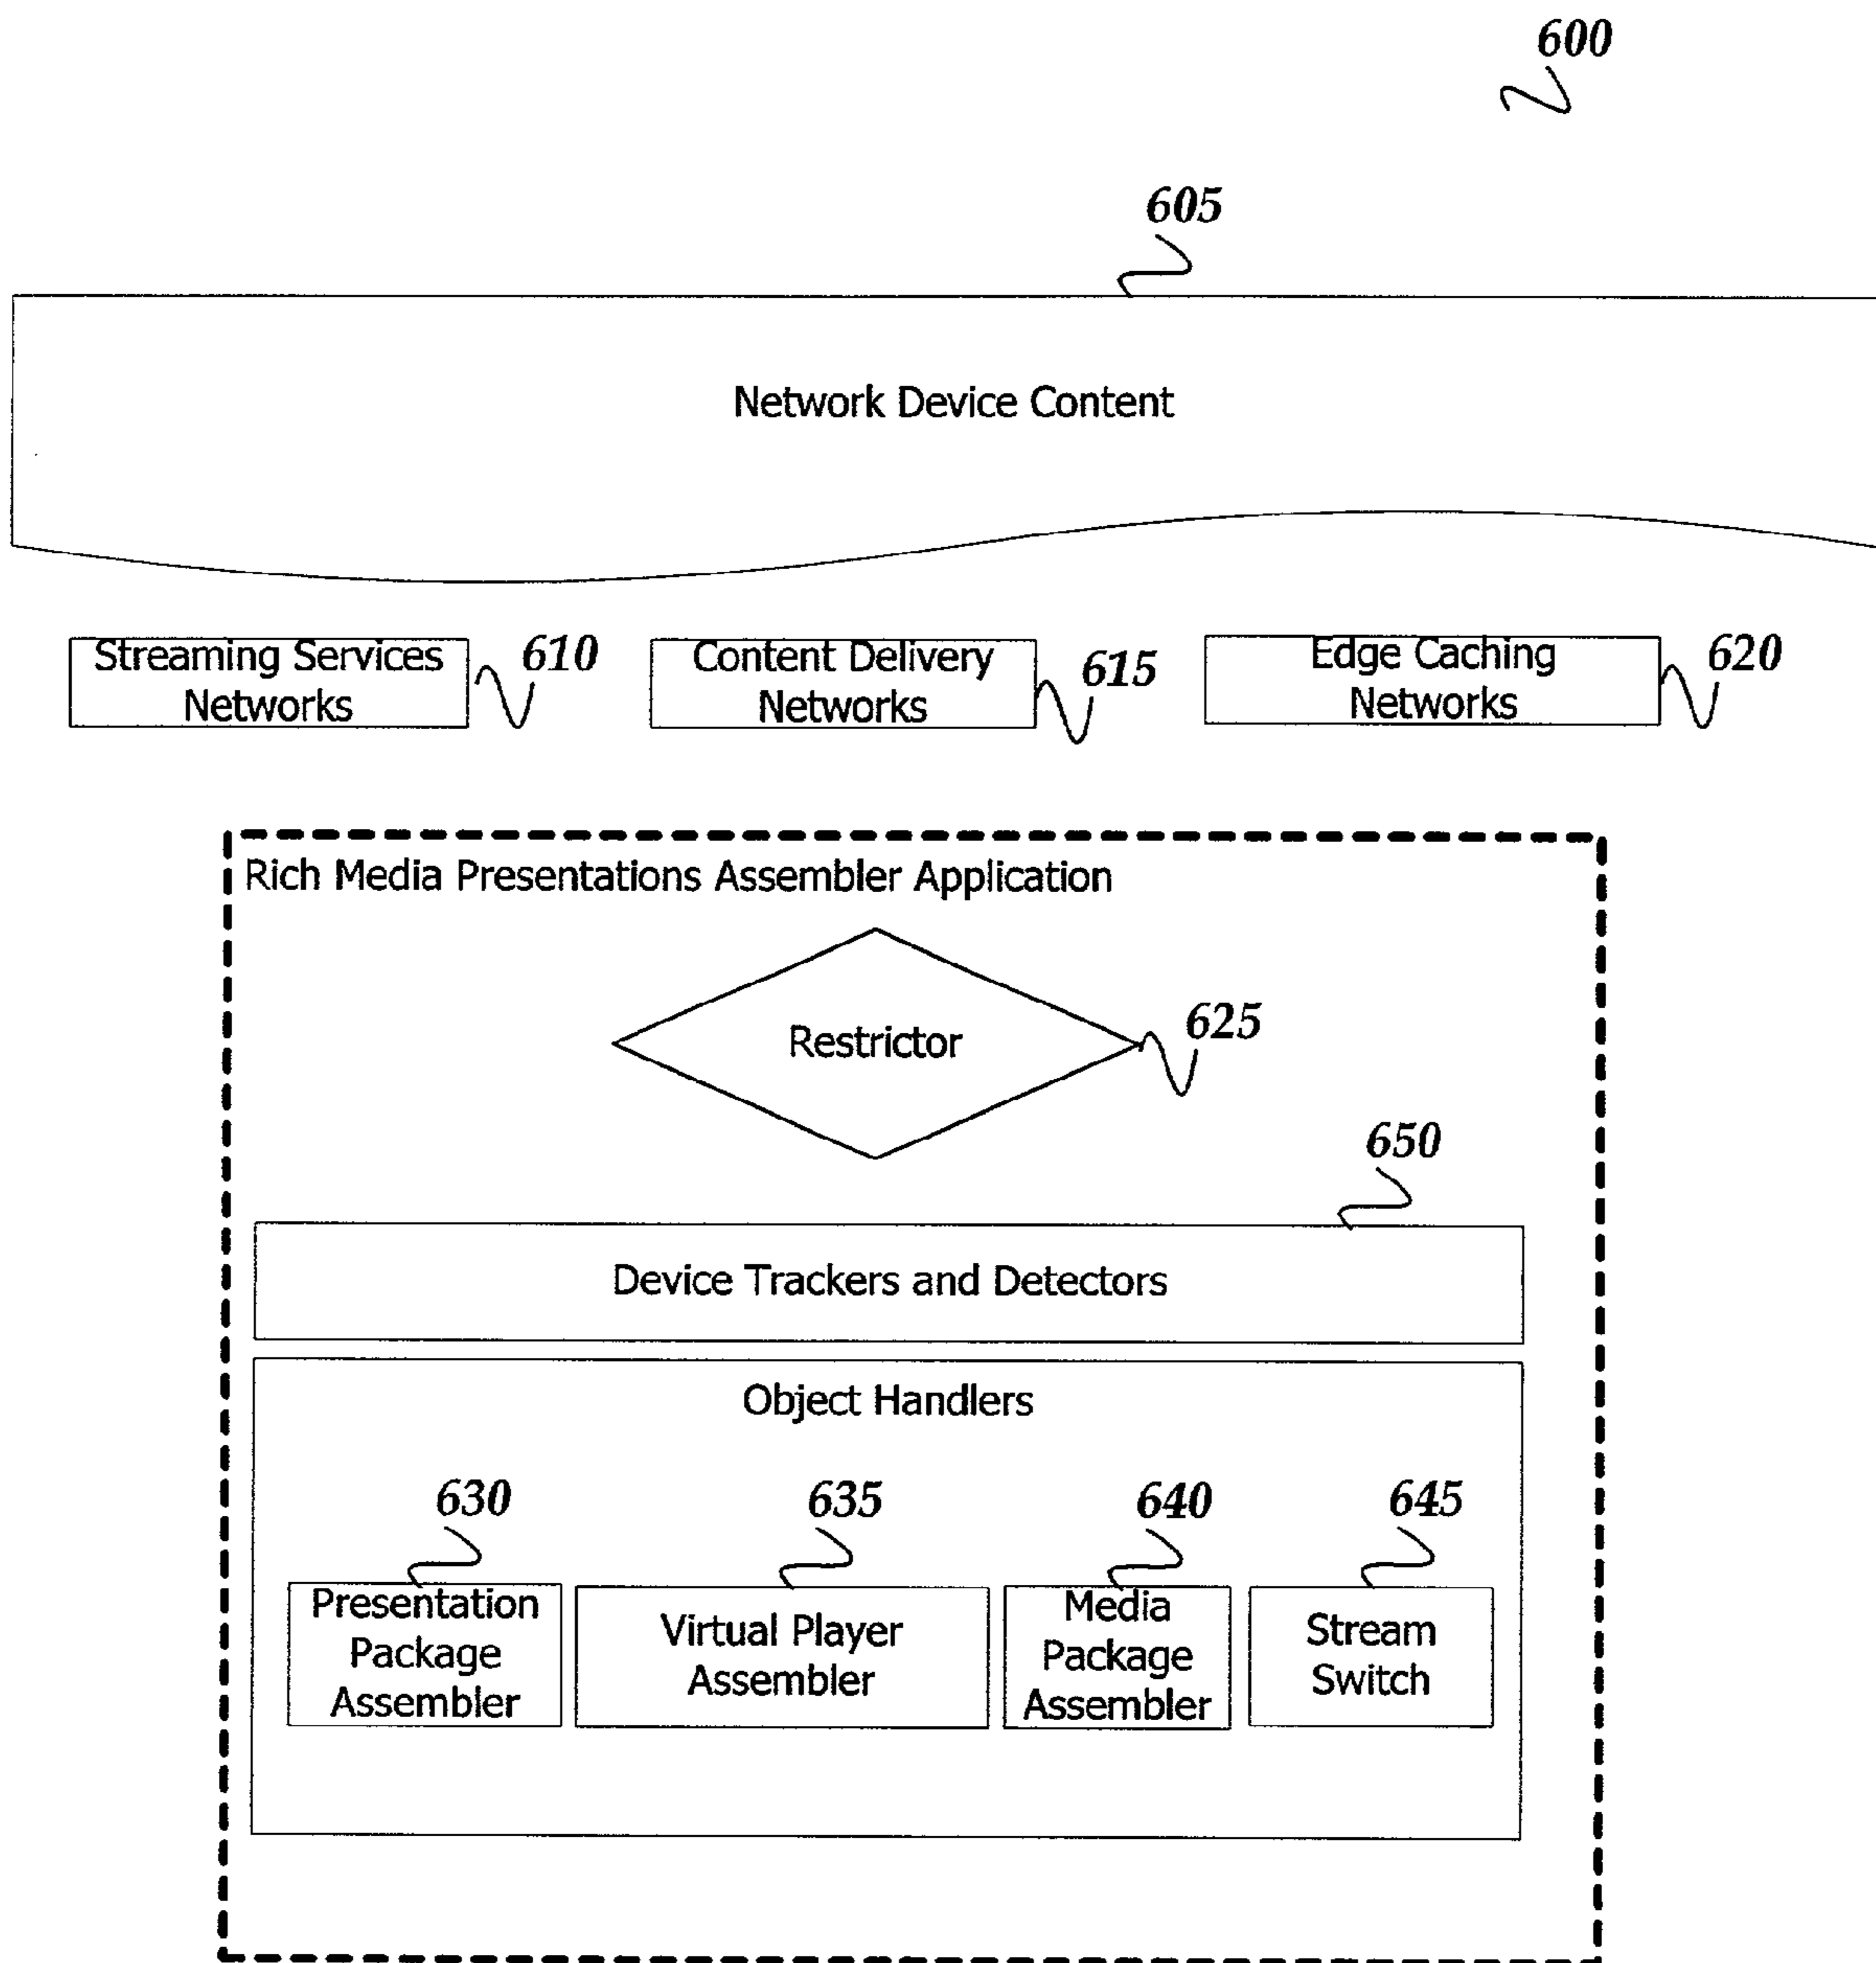 600
605
Network Device Content
Streaming Services
Networks
610
Content Delivery
Networks
615
Edge Caching
Networks
620
Rich Media Presentations Assembler Application
Restrictor
625
650
Device Trackers and Detectors
Object Handlers
630
635
640
645
Presentation
Package
Assembler
Virtual Player
Assembler
Media
Package
Assembler
Stream
Switch